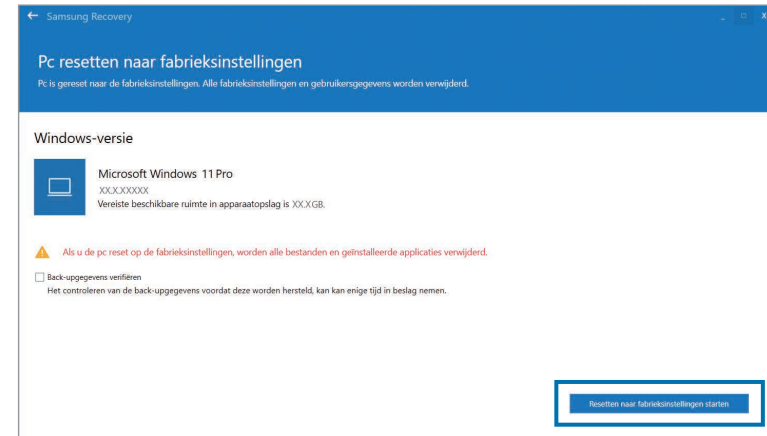 Samsung Recovery
Pc resetten naar fabrieksinstellingen
Pc is gereset naar de fabrieksinstellingen. Alle fabrieksinstellingen en gebruikersgegevens worden verwijderd.
Windows-versie
Microsoft Windows 11 Pro
XX.X.XXXXX
Vereiste beschikbare ruimte in apparaatopslag is XX.XGB.
Als u de pc reset op de fabrieksinstellingen, worden alle bestanden en geïnstalleerde applicaties verwijderd.
Back-upgegevens verifiëren
Het controleren van de back-upgegevens voordat deze worden hersteld, kan kan enige tijd in beslag nemen.
Resetten naar fabrieksinstellingen starten